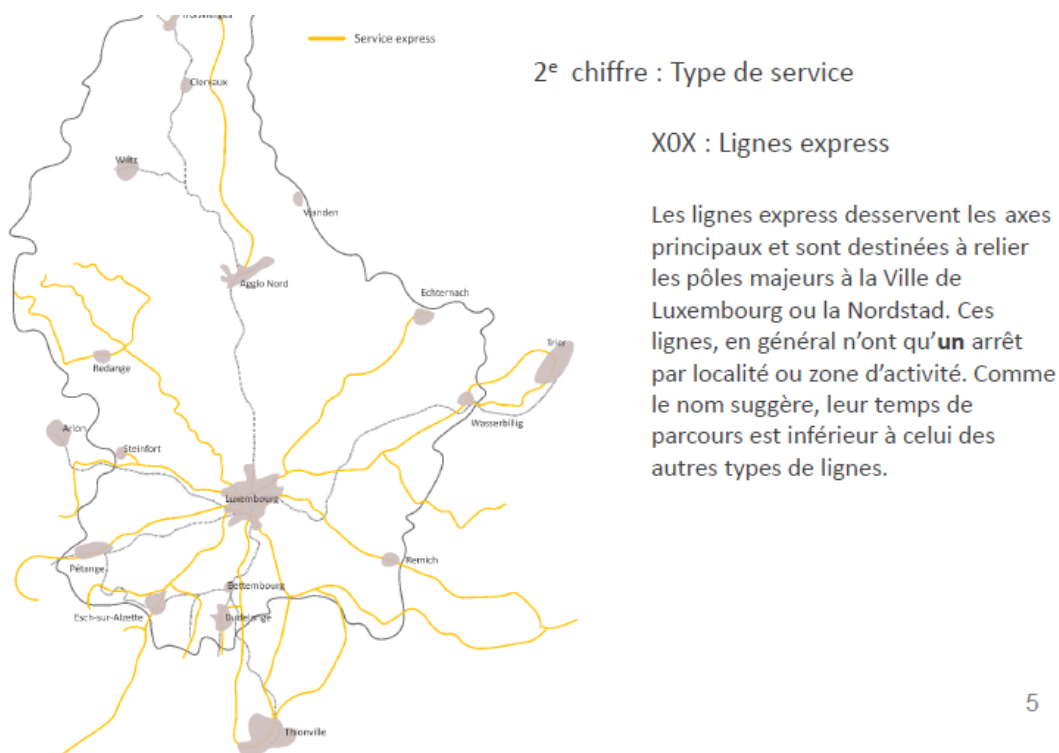 Service express
Clervaux
Wiltz
Vianden
Agglo Nord
Echternach
Redange
Trier
Wasserbillig
Arlon
Steinfort
Luxembourg
Pétange
Remich
Bettembourg
Esch-sur-Alzette
Dudelange
Thionville
2e chiffre : Type de service
X0X : Lignes express
Les lignes express desservent les axes
principaux et sont destinées à relier
les pôles majeurs à la Ville de
Luxembourg ou la Nordstad. Ces
lignes, en général n’ont qu’un arrêt
par localité ou zone d’activité. Comme
le nom suggère, leur temps de
parcours est inférieur à celui des
autres types de lignes.
5